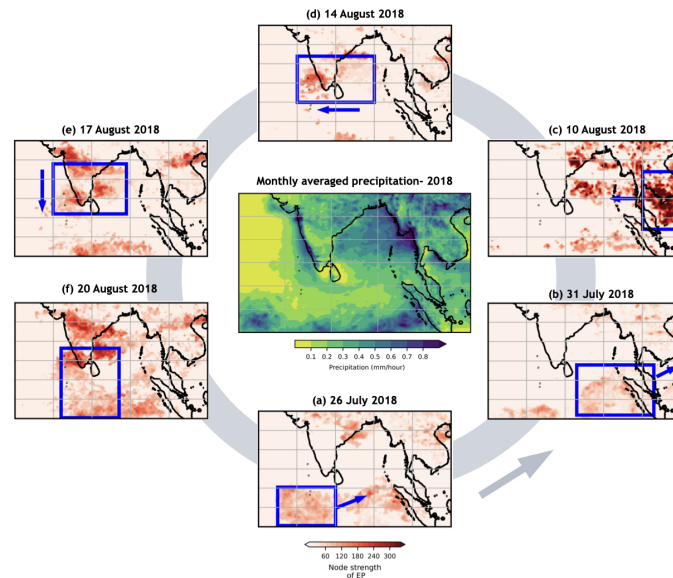 (d) 14 August 2018
(e) 17 August 2018
(c) 10 August 2018
Monthly averaged precipitation- 2018
(f) 20 August 2018
(b) 31 July 2018
0.1 0.2 0.3 0.4 0.5 0.6 0.7 0.8
Precipitation (mm/hour)
(a) 26 July 2018
60 120 180 240 300
Node strength
of EP